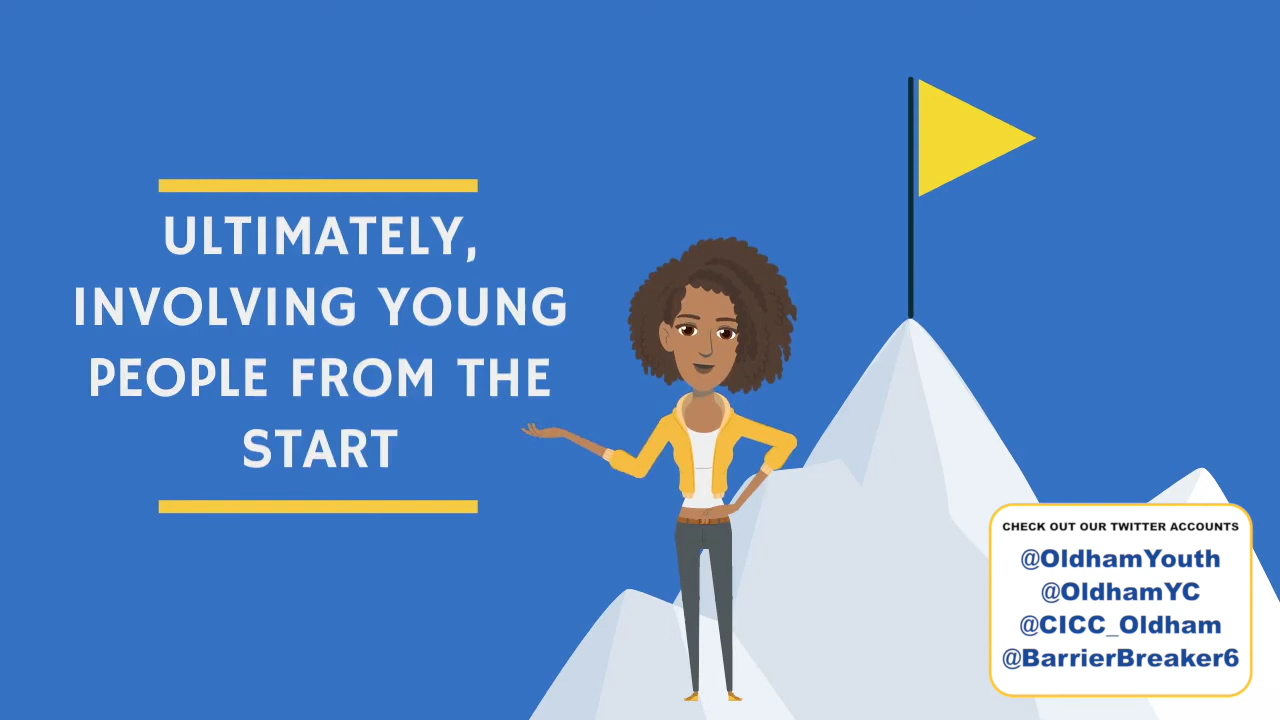 ULTIMATELY,
INVOLVING YOUNG
PEOPLE FROM THE
START
CHECK OUT OUR TWITTER ACCOUNTS
@OldhamYouth
@OldhamYC
@CICC_Oldham
@BarrierBreaker6